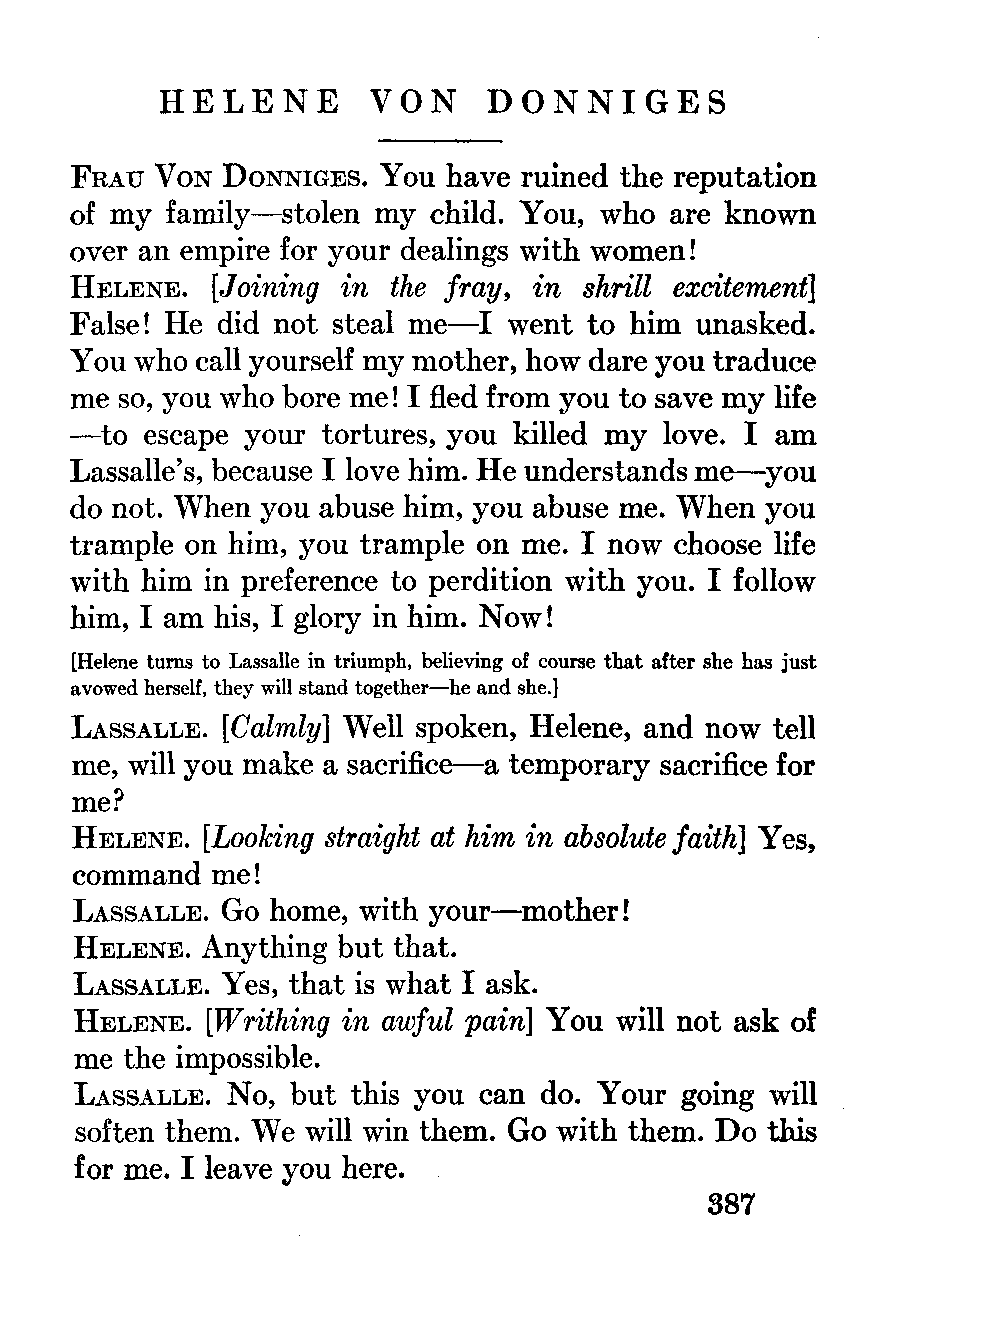 HELENE VON DONNIGES
FRAU VON DONNIGES. You have ruined the reputation
of my family—stolen my child. You, who are known
over an empire for your dealings with women!
HELENE. [Joining in the fray, in shrill excitement]
False! He did not steal me—I went to him unasked.
You who call yourself my mother, how dare you traduce
me so, you who bore me! I fled from you to save my life
—to escape your tortures, you killed my love. I am
Lassalle's, because I love him. He understands me—you
do not. When you abuse him, you abuse me. When you
trample on him, you trample on me. I now choose life
with him in preference to perdition with you. I follow
him, I am his, I glory in him. Now!
[Helene turns to Lassalle in triumph, believing of course that after she has just
avowed herself, they will stand together—he and she.]
LASSALLE. [Calmly] Well spoken, Helene, and now tell
me, will you make a sacrifice—a temporary sacrifice for
me?
HELENE. [Looking straight at him in absolute faith] Yes,
command me!
LASSALLE. Go home, with your—mother!
HELENE. Anything but that.
LASSALLE. Yes, that is what I ask.
HELENE. [Writhing in awful pain] You will not ask of
me the impossible.
LASSALLE. No, but this you can do. Your going will
soften them. We will win them. Go with them. Do this
for me. I leave you here.
387